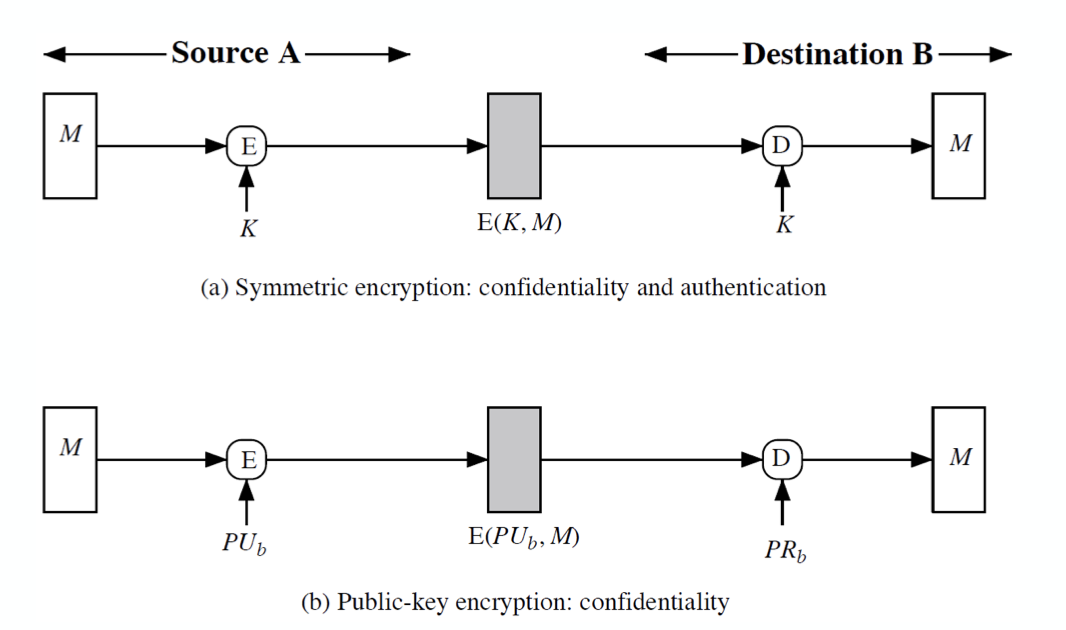 Source A Destination B
M E D M
K E(K, M) K
(a) Symmetric encryption: confidentiality and authentication
M E D M
PU_b E(PU_b, M) PR_b
(b) Public-key encryption: confidentiality